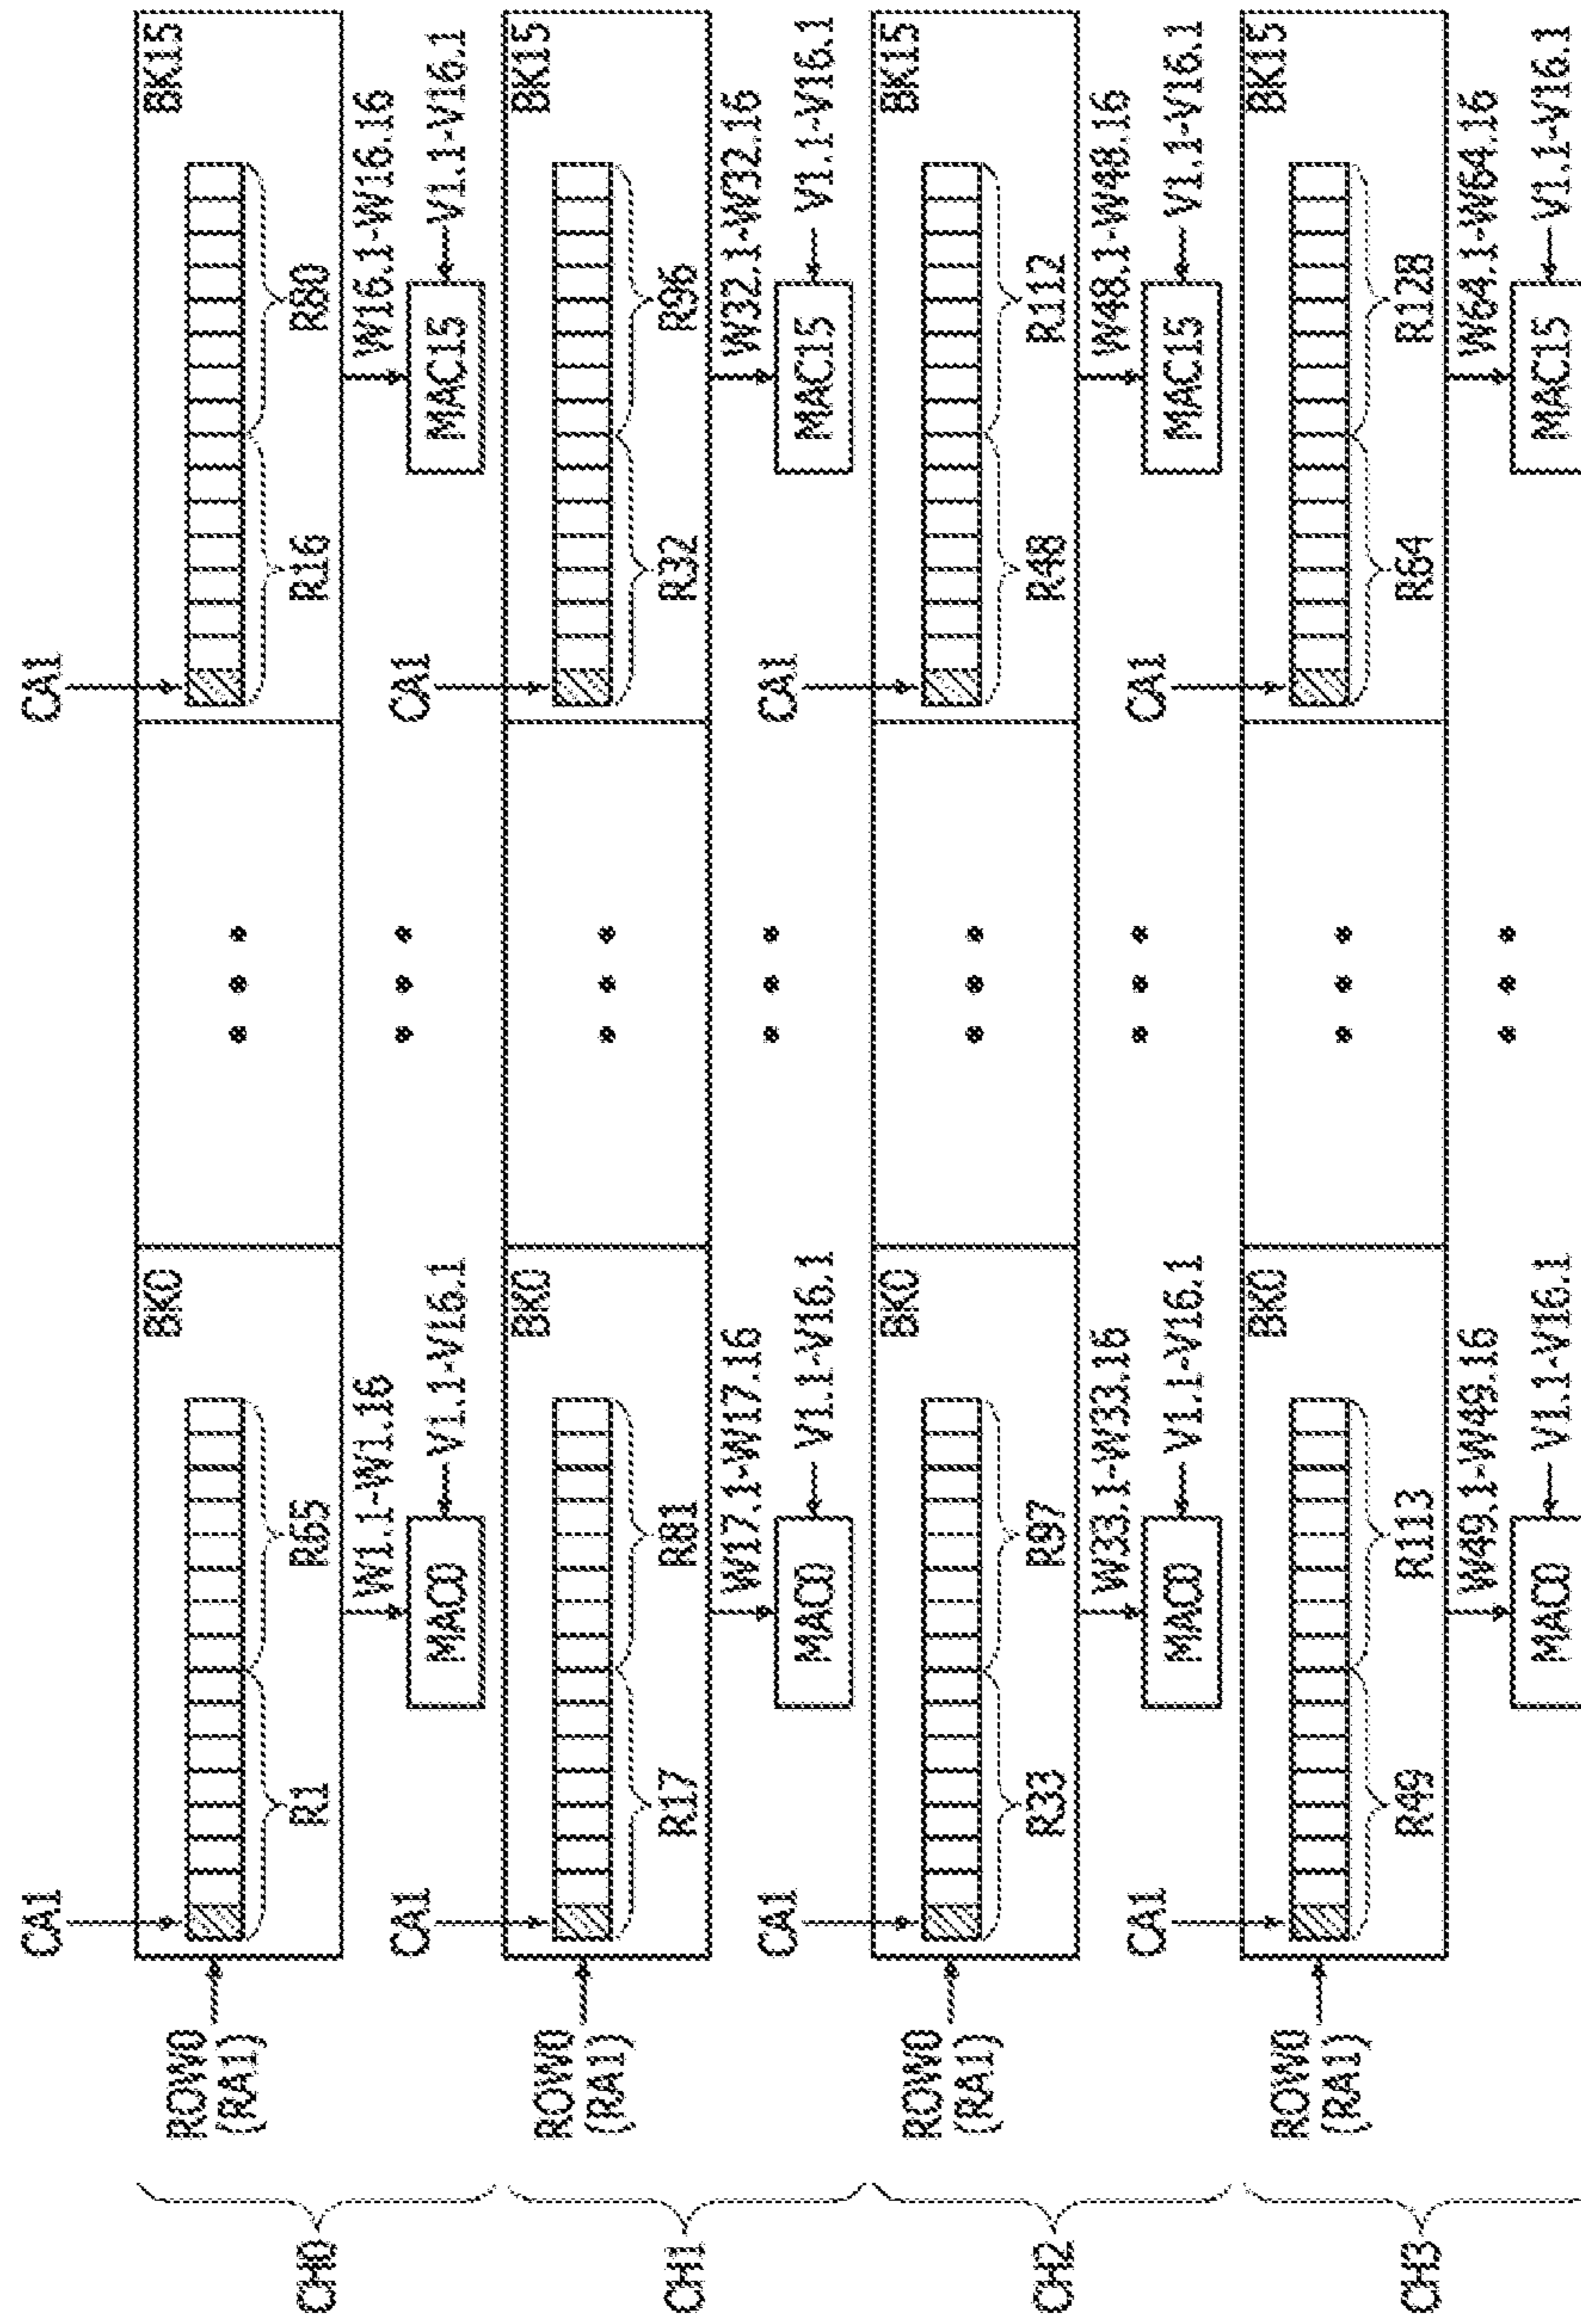 CA1
CA1
BK0
BK15
ROW0
(RA1)
R1
R65
R16
R80
CH0
W1.1-W1.16
W16.1-W16.16
MAC0
V1.1-V16.1
MAC15
V1.1-V16.1
CA1
CA1
BK0
BK15
ROW0
(RA1)
R17
R81
R32
R96
CH1
W17.1-W17.16
W32.1-W32.16
MAC0
V1.1-V16.1
MAC15
V1.1-V16.1
CA1
CA1
BK0
BK15
ROW0
(RA1)
R33
R97
R48
R112
CH2
W33.1-W33.16
W48.1-W48.16
MAC0
V1.1-V16.1
MAC15
V1.1-V16.1
CA1
CA1
BK0
BK15
ROW0
(RA1)
R49
R113
R64
R128
CH3
W49.1-W49.16
W64.1-W64.16
MAC0
V1.1-V16.1
MAC15
V1.1-V16.1